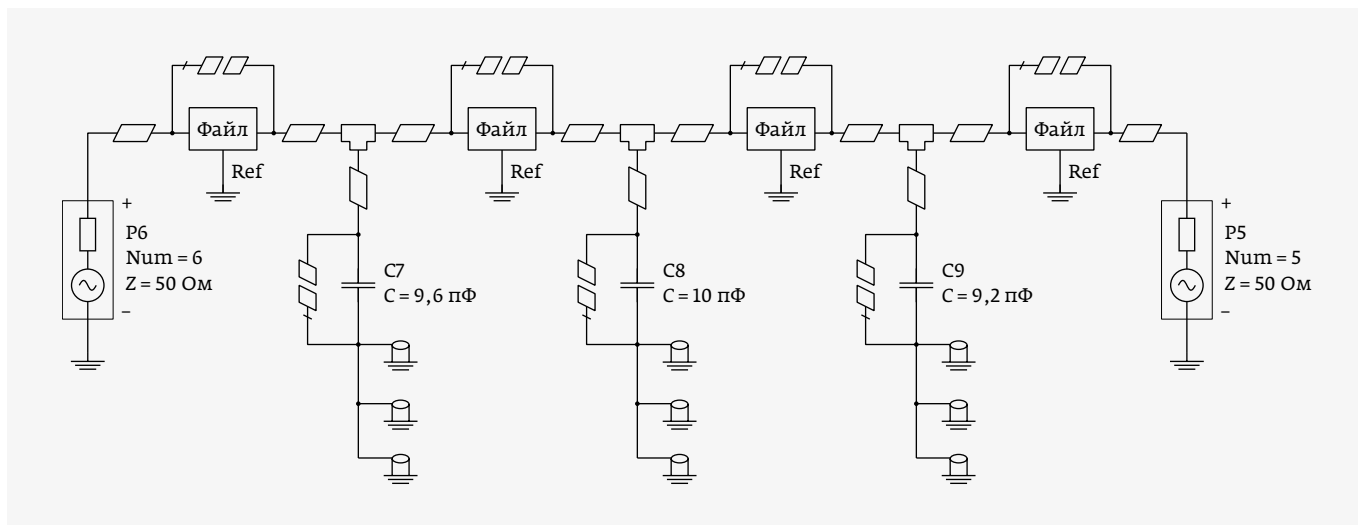 Файл
Файл
Файл
Файл
Ref
Ref
Ref
Ref
+
P6
Num = 6
Z = 50 Ом
–
C7
C = 9,6 пФ
C8
C = 10 пФ
C9
C = 9,2 пФ
+
P5
Num = 5
Z = 50 Ом
–